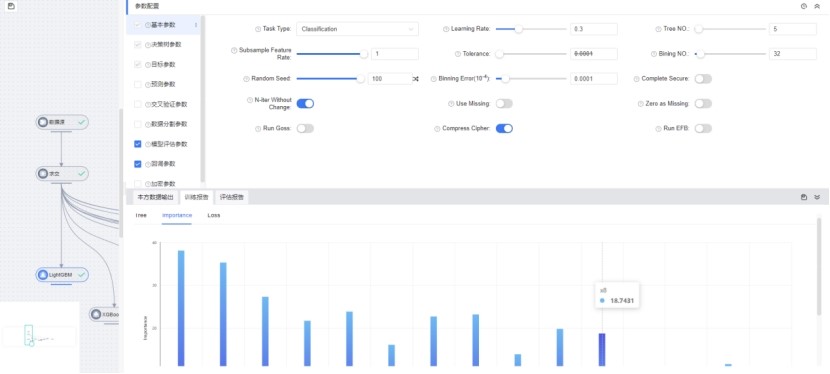 参数配置
基本参数
决策树参数
目标参数
预测参数
交叉验证参数
数据分割参数
模型评估参数
回调参数
加密参数
Task Type: Classification
Learning Rate: 0.3
Tree NO.: 5
Subsample Feature Rate: 1
Tolerance: 0.0001
Bining NO.: 32
Random Seed: 100
Binning Error(10⁻⁴): 0.0001
Complete Secure:
N-iter Without Change:
Use Missing:
Zero as Missing:
Run Goss:
Compress Cipher:
Run EFB:
数据源
求交
LightGBM
XGBoo
本方数据输出 训练报告 评估报告
Tree Importance Loss
Importance
x8
18.7431